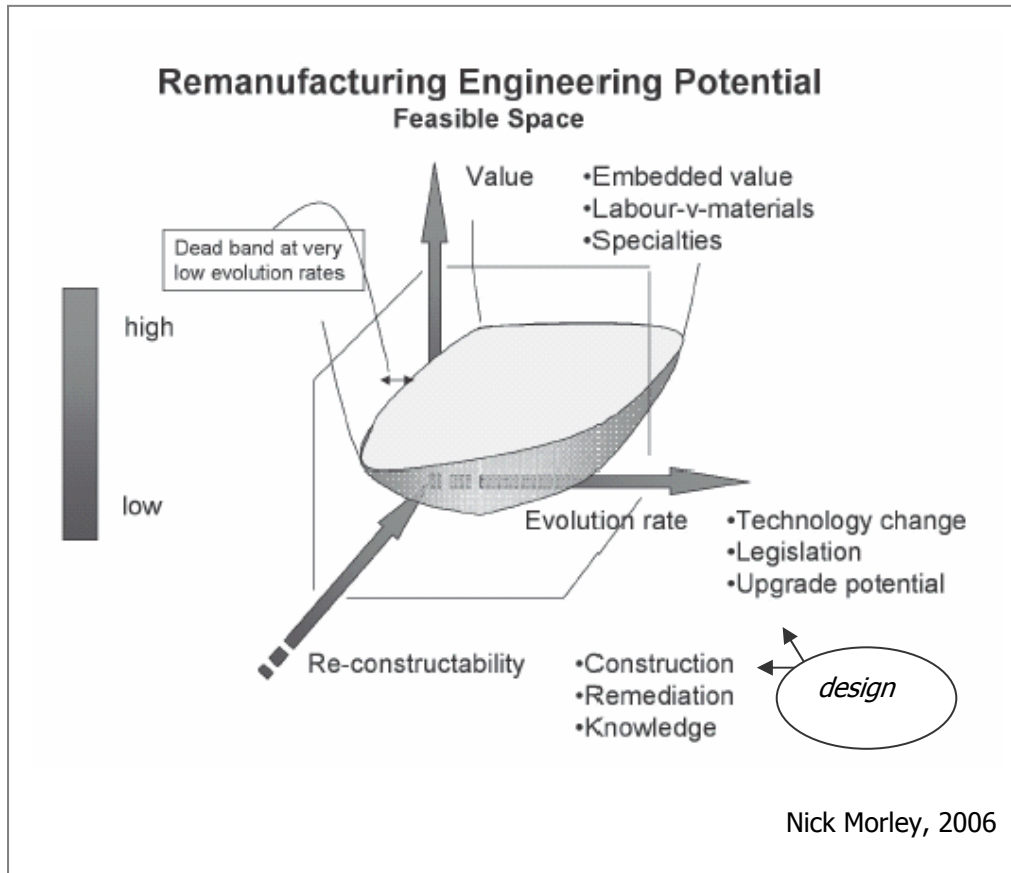 Remanufacturing Engineering Potential
Feasible Space
Value
•Embedded value
•Labour-v-materials
•Specialties
Dead band at very
low evolution rates
high
low
Evolution rate
•Technology change
•Legislation
•Upgrade potential
Re-constructability
•Construction
•Remediation
•Knowledge
design
Nick Morley, 2006